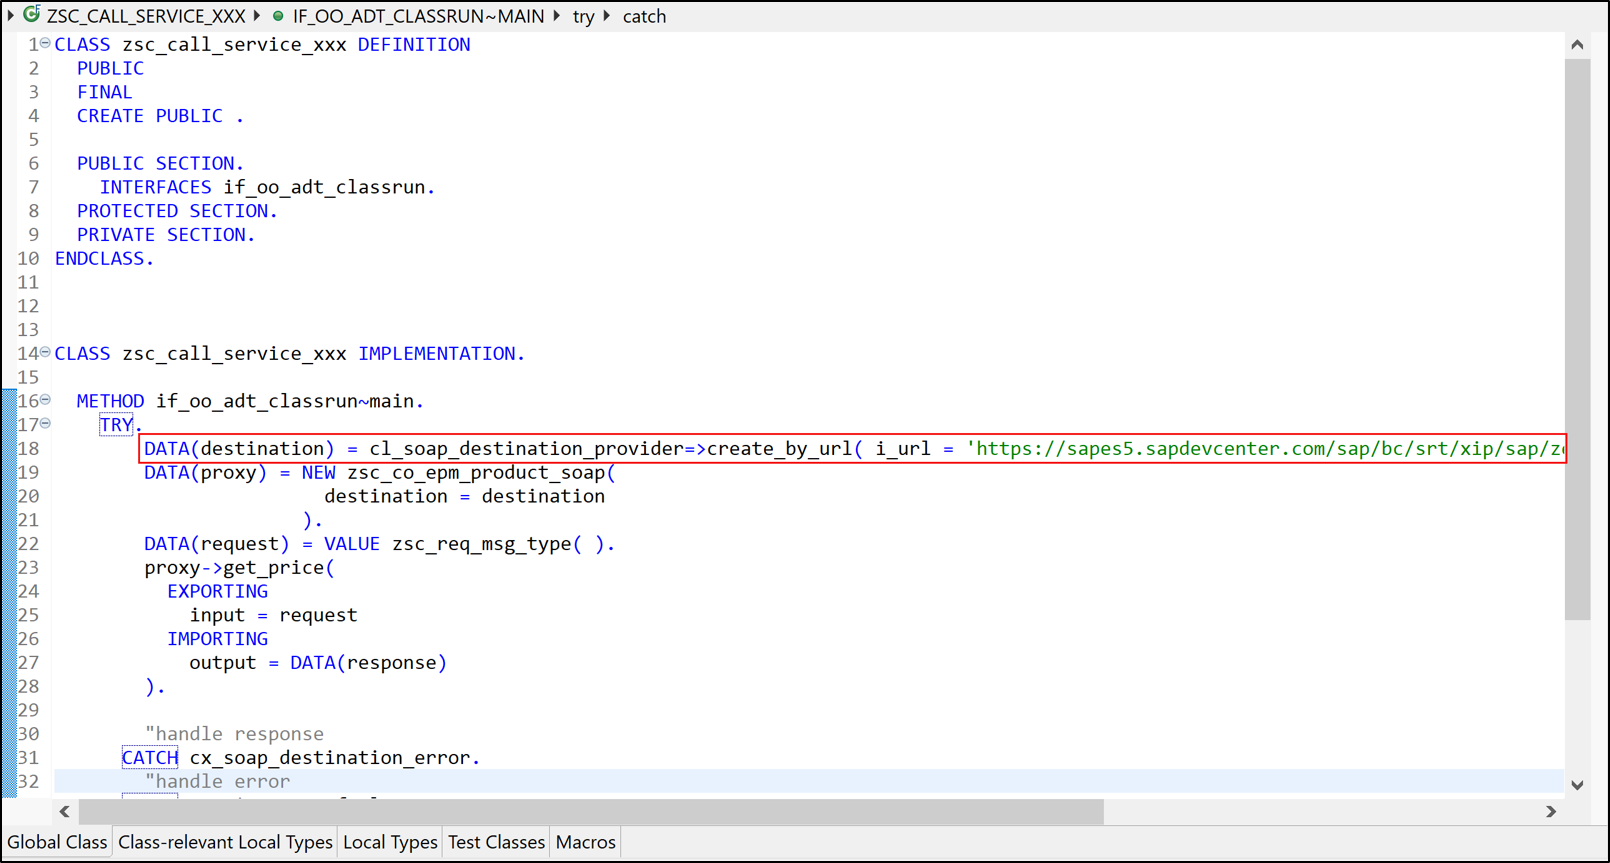 ZSC_CALL_SERVICE_XXX IF_OO_ADT_CLASSRUN~MAIN try catch
1 CLASS zsc_call_service_xxx DEFINITION
2 PUBLIC
3 FINAL
4 CREATE PUBLIC .
5
6 PUBLIC SECTION.
7 INTERFACES if_oo_adt_classrun.
8 PROTECTED SECTION.
9 PRIVATE SECTION.
10 ENDCLASS.
11
12
13
14 CLASS zsc_call_service_xxx IMPLEMENTATION.
15
16 METHOD if_oo_adt_classrun~main.
17 TRY.
18 DATA(destination) = cl_soap_destination_provider=>create_by_url( i_url = 'https://sapes5.sapdevcenter.com/sap/bc/srt/xip/sap/z
19 DATA(proxy) = NEW zsc_co_epm_product_soap(
20 destination = destination
21 ).
22 DATA(request) = VALUE zsc_req_msg_type( ).
23 proxy->get_price(
24 EXPORTING
25 input = request
26 IMPORTING
27 output = DATA(response)
28 ).
29
30 "handle response
31 CATCH cx_soap_destination_error.
32 "handle error
Global Class Class-relevant Local Types Local Types Test Classes Macros